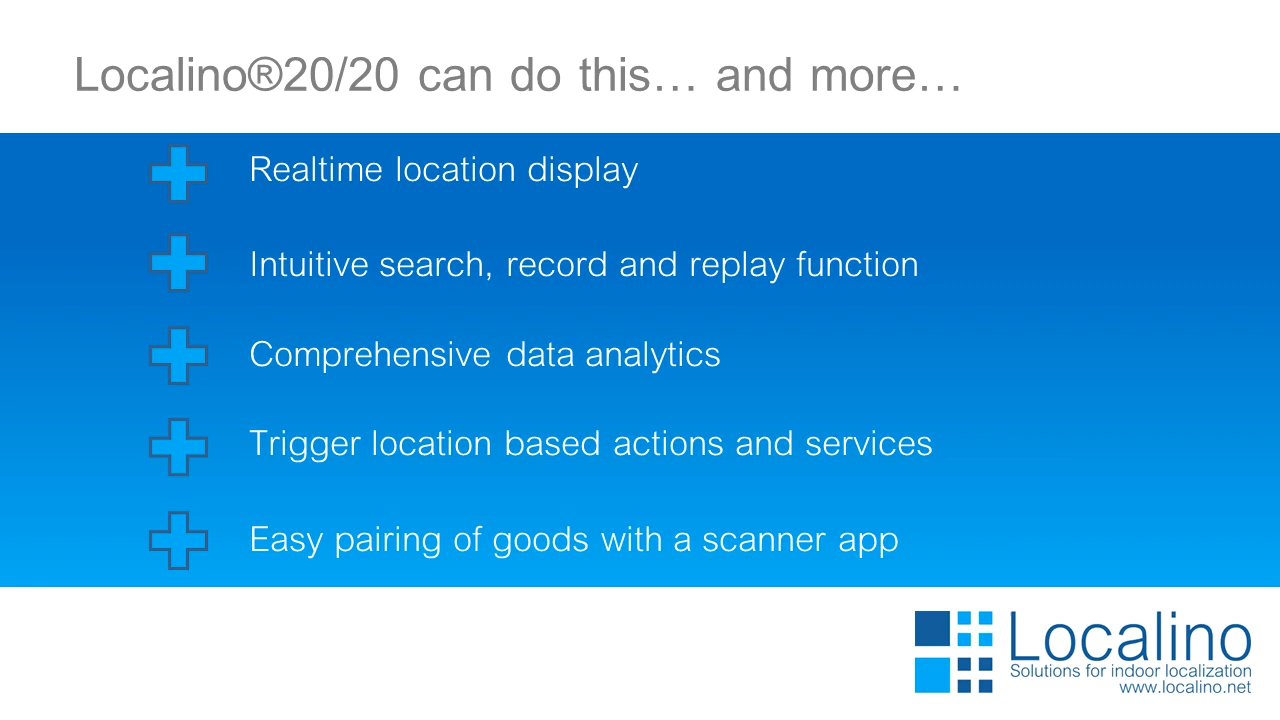 Localino®20/20 can do this… and more…
Realtime location display
Intuitive search, record and replay function
Comprehensive data analytics
Trigger location based actions and services
Easy pairing of goods with a scanner app
Localino
Solutions for indoor localization
www.localino.net